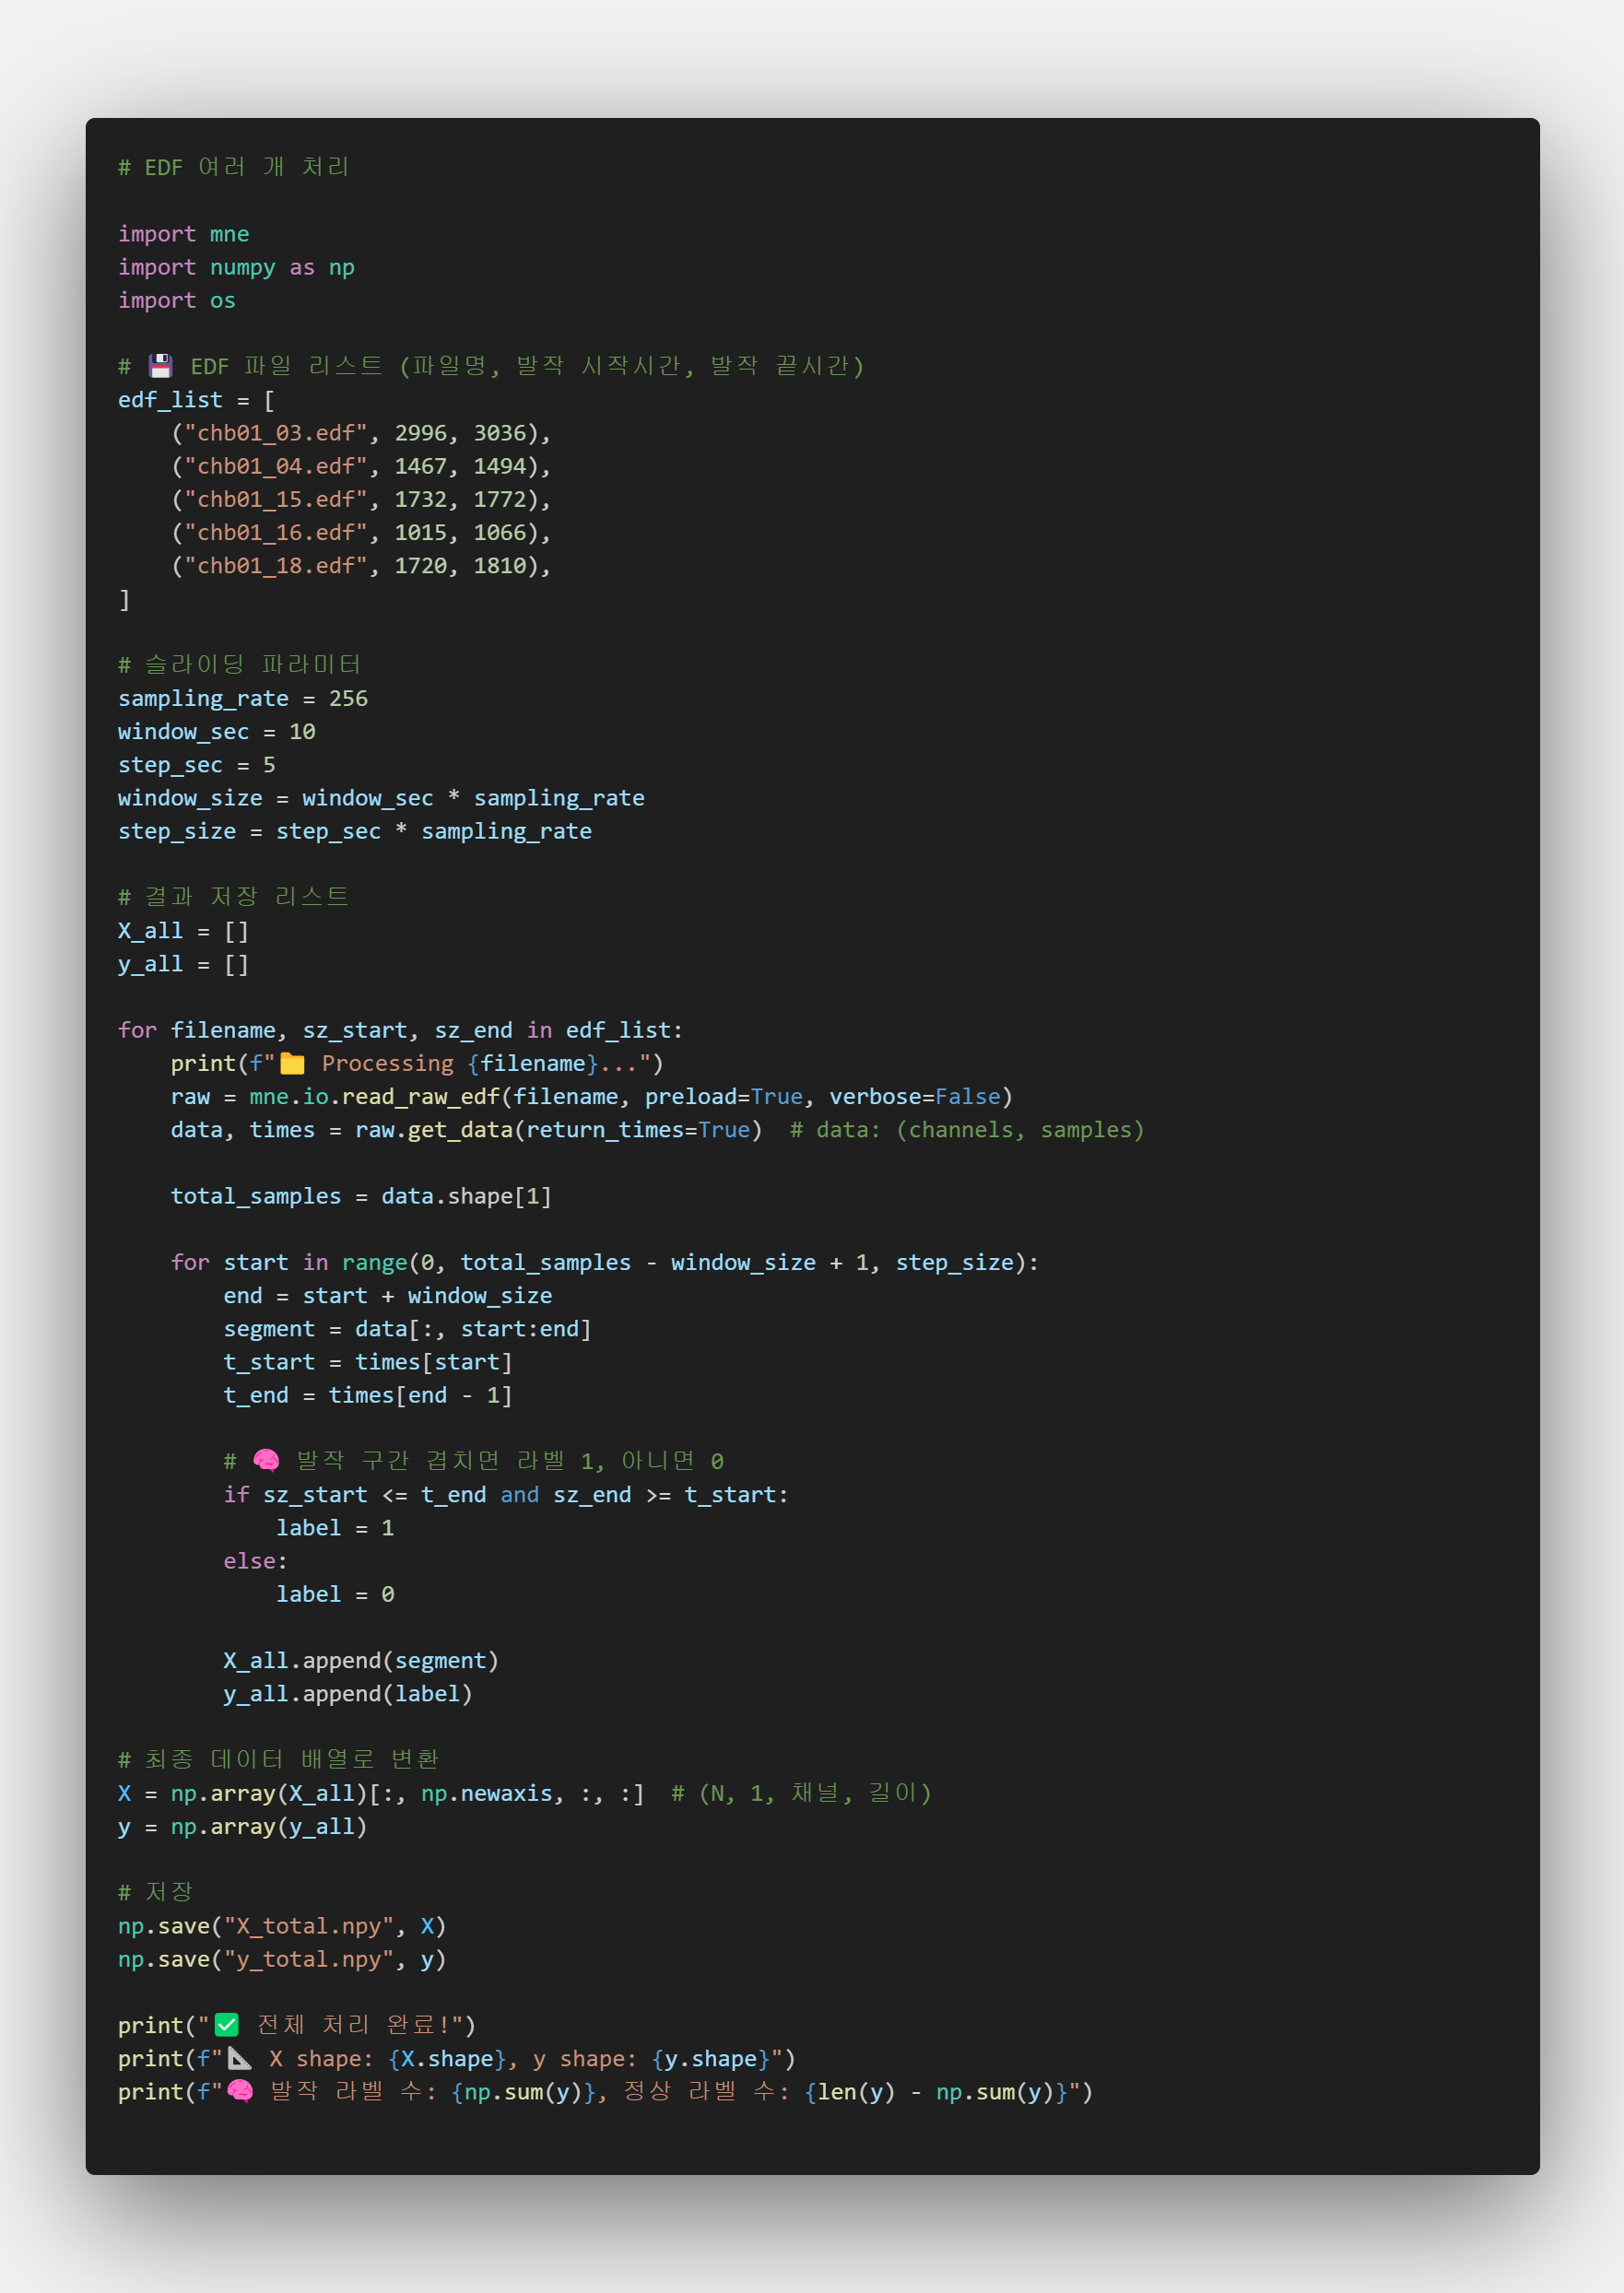 # EDF 여러 개 처리
import mne
import numpy as np
import os
# 💾 EDF 파일 리스트 (파일명, 발작 시작시간, 발작 끝시간)
edf_list = [
    ("chb01_03.edf", 2996, 3036),
    ("chb01_04.edf", 1467, 1494),
    ("chb01_15.edf", 1732, 1772),
    ("chb01_16.edf", 1015, 1066),
    ("chb01_18.edf", 1720, 1810),
]
# 슬라이딩 파라미터
sampling_rate = 256
window_sec = 10
step_sec = 5
window_size = window_sec * sampling_rate
step_size = step_sec * sampling_rate
# 결과 저장 리스트
X_all = []
y_all = []
for filename, sz_start, sz_end in edf_list:
    print(f"📁 Processing {filename}...")
    raw = mne.io.read_raw_edf(filename, preload=True, verbose=False)
    data, times = raw.get_data(return_times=True)  # data: (channels, samples)
    total_samples = data.shape[1]
    for start in range(0, total_samples - window_size + 1, step_size):
        end = start + window_size
        segment = data[:, start:end]
        t_start = times[start]
        t_end = times[end - 1]
        # 🧠 발작 구간 겹치면 라벨 1, 아니면 0
        if sz_start <= t_end and sz_end >= t_start:
            label = 1
        else:
            label = 0
        X_all.append(segment)
        y_all.append(label)
# 최종 데이터 배열로 변환
X = np.array(X_all)[:, np.newaxis, :, :]  # (N, 1, 채널, 길이)
y = np.array(y_all)
# 저장
np.save("X_total.npy", X)
np.save("y_total.npy", y)
print("✅ 전체 처리 완료!")
print(f"📐 X shape: {X.shape}, y shape: {y.shape}")
print(f"🧠 발작 라벨 수: {np.sum(y)}, 정상 라벨 수: {len(y) - np.sum(y)}")